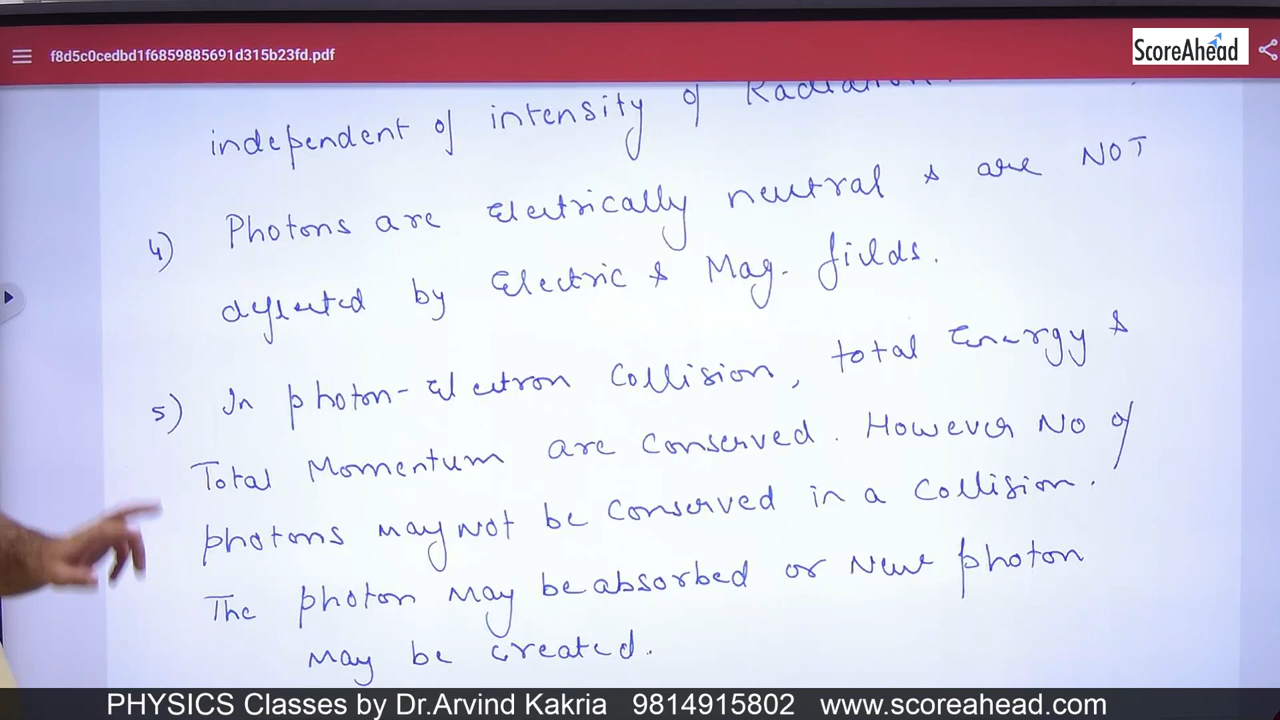 f8d5c0cedbd1f6859885691d315b23fd.pdf
ScoreAhead
independent of intensity of Radiation
4) Photons are Electrically neutral & are NOT
deflected by Electric & Mag. fields.
5) In photon-Electron Collision, total Energy &
Total Momentum are conserved. However No of
photons may not be conserved in a collision.
The photon may be absorbed or New photon
may be created.
PHYSICS Classes by Dr.Arvind Kakria 9814915802 www.scoreahead.com